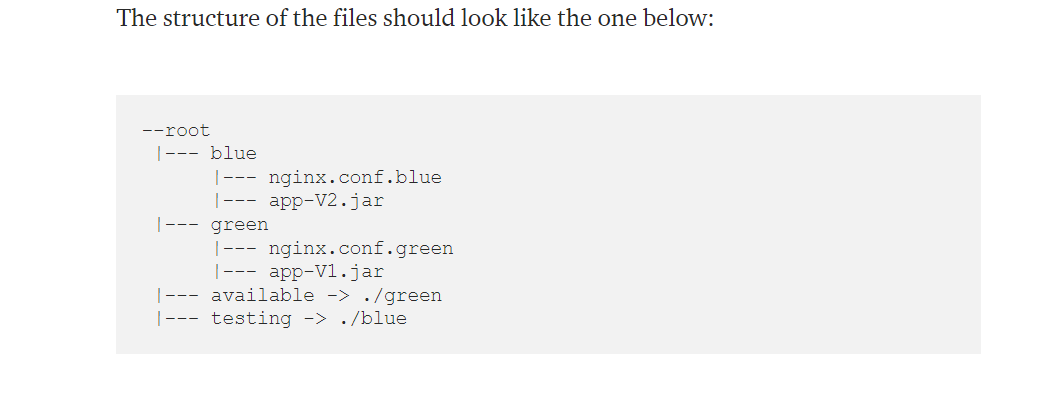 The structure of the files should look like the one below:
--root
 |--- blue
      |--- nginx.conf.blue
      |--- app-V2.jar
 |--- green
      |--- nginx.conf.green
      |--- app-V1.jar
 |--- available -> ./green
 |--- testing -> ./blue